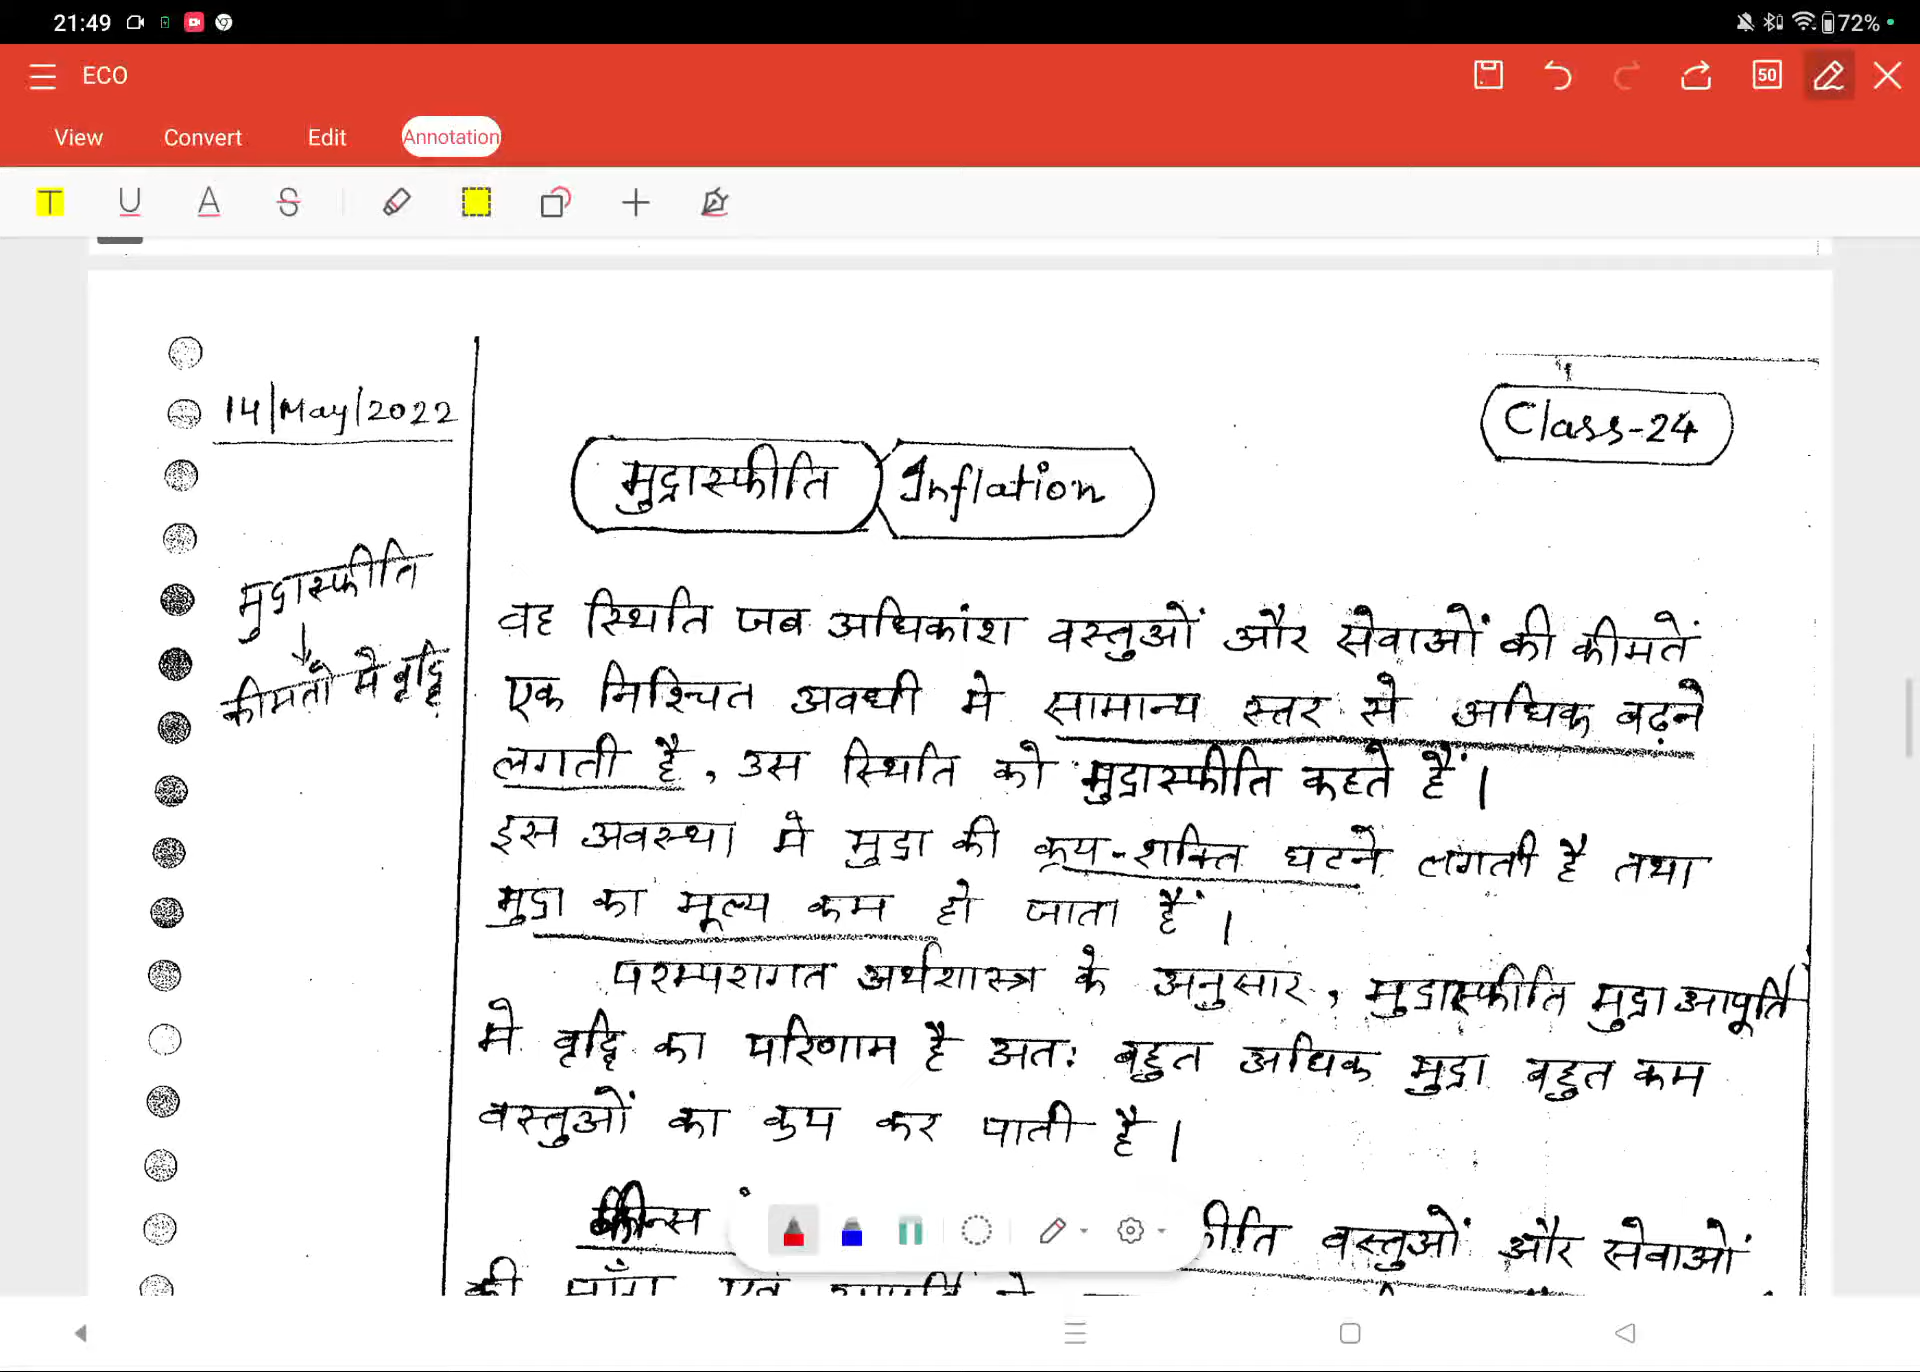 21:49
72%
ECO
50
View Convert Edit Annotation
14/May/2022
Class-24
मुद्रास्फीति Inflation
मुद्रास्फीति
↓
कीमतों मे वृद्धि
वह स्थिति जब अधिकांश वस्तुओं और सेवाओं की कीमतें
एक निश्चित अवधी मे सामान्य स्तर से अधिक बढ़ने
लगती है, उस स्थिति को मुद्रास्फीति कहते हैं।
इस अवस्था मे मुद्रा की क्रय-शक्ति घटने लगती है तथा
मुद्रा का मूल्य कम हो जाता हैं।
परम्परागत अर्थशास्त्र के अनुसार, मुद्रास्फीति मुद्रा आपूर्ति
मे वृद्धि का परिणाम है अतः बहुत अधिक मुद्रा बहुत कम
वस्तुओं का क्रय कर पाती है।
कीन्स वस्तुओं और सेवाओं